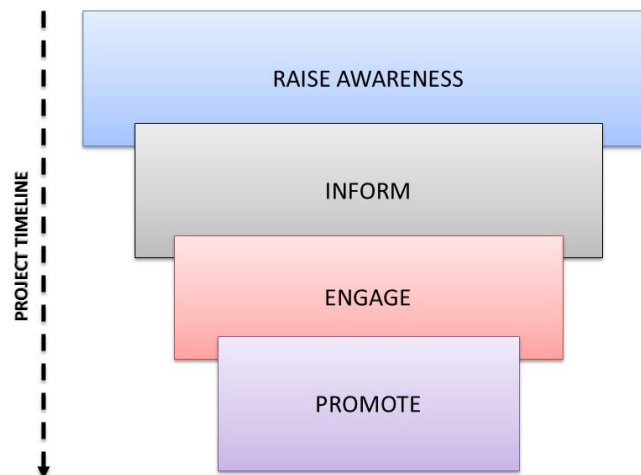 RAISE AWARENESS
INFORM
ENGAGE
PROMOTE
PROJECT TIMELINE